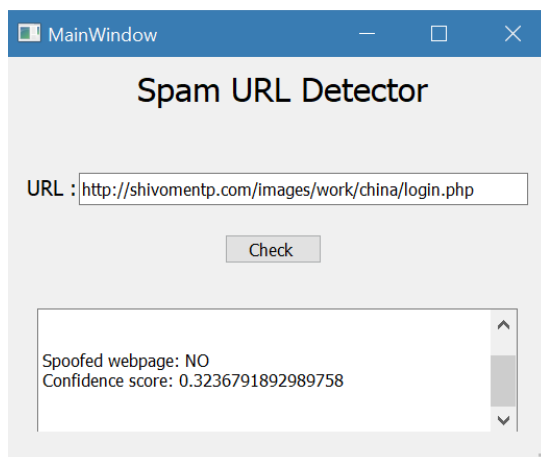 MainWindow
Spam URL Detector
URL : http://shivomentp.com/images/work/china/login.php
Check
Spoofed webpage: NO
Confidence score: 0.3236791892989758